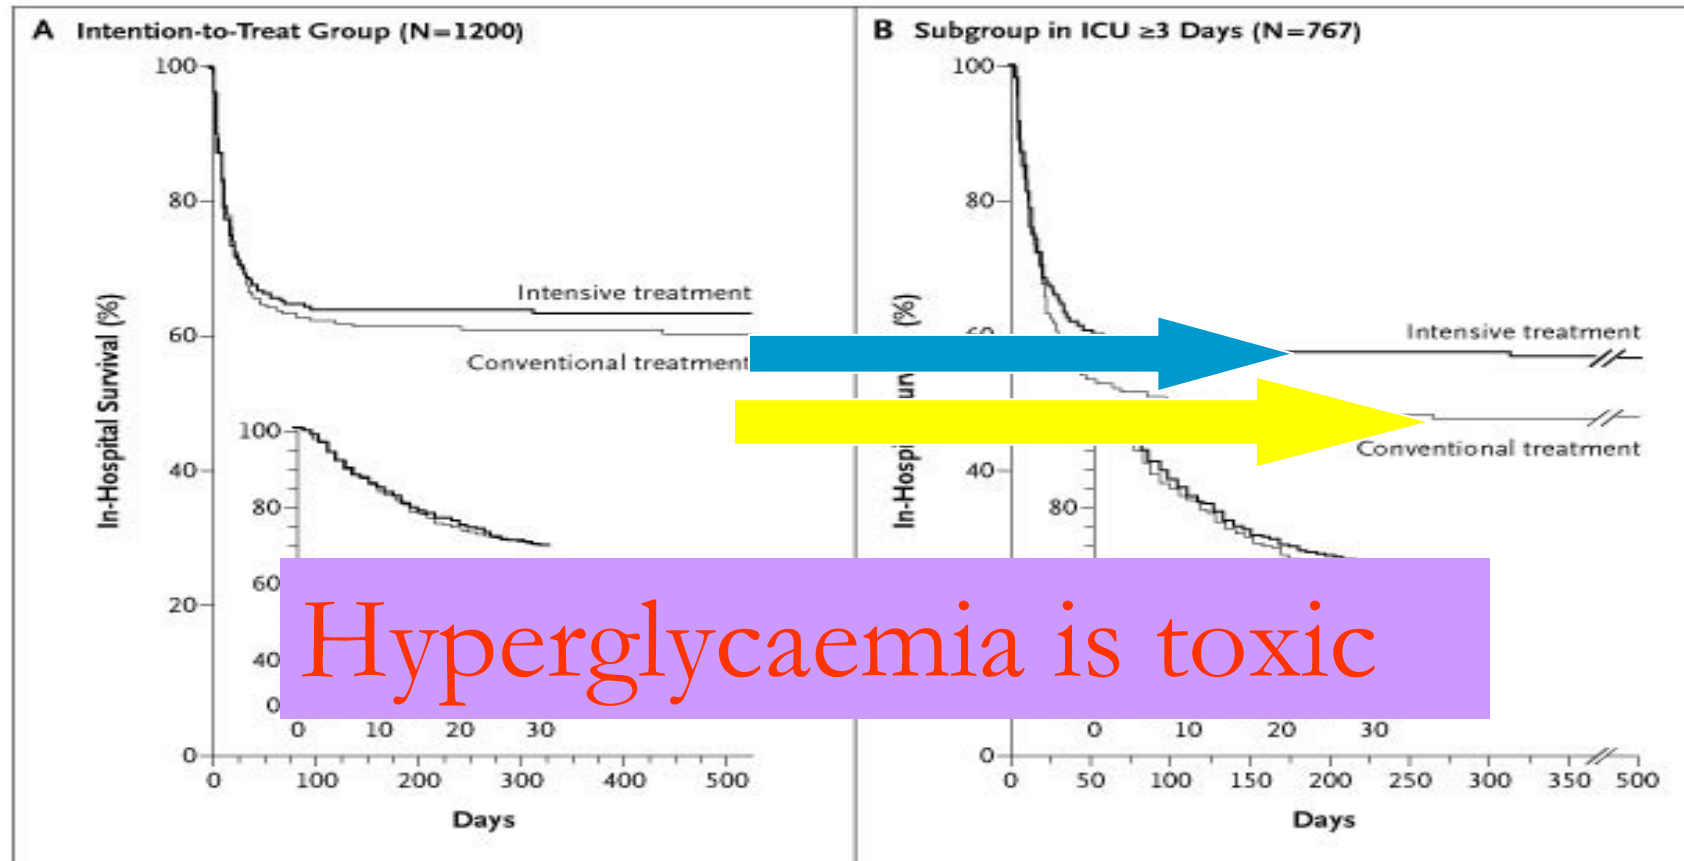 A Intention-to-Treat Group (N=1200)
100
80
60
40
20
0
In-Hospital Survival (%)
Intensive treatment
Conventional treatment
100
80
60
40
0
0 10 20 30
0 100 200 300 400 500
Days
B Subgroup in ICU ≥3 Days (N=767)
100
80
60
40
0
In-Hosp
(%)
Intensive treatment
Conventional treatment
80
0 10 20 30
0 50 100 150 200 250 300 350 500
Days
Hyperglycaemia is toxic